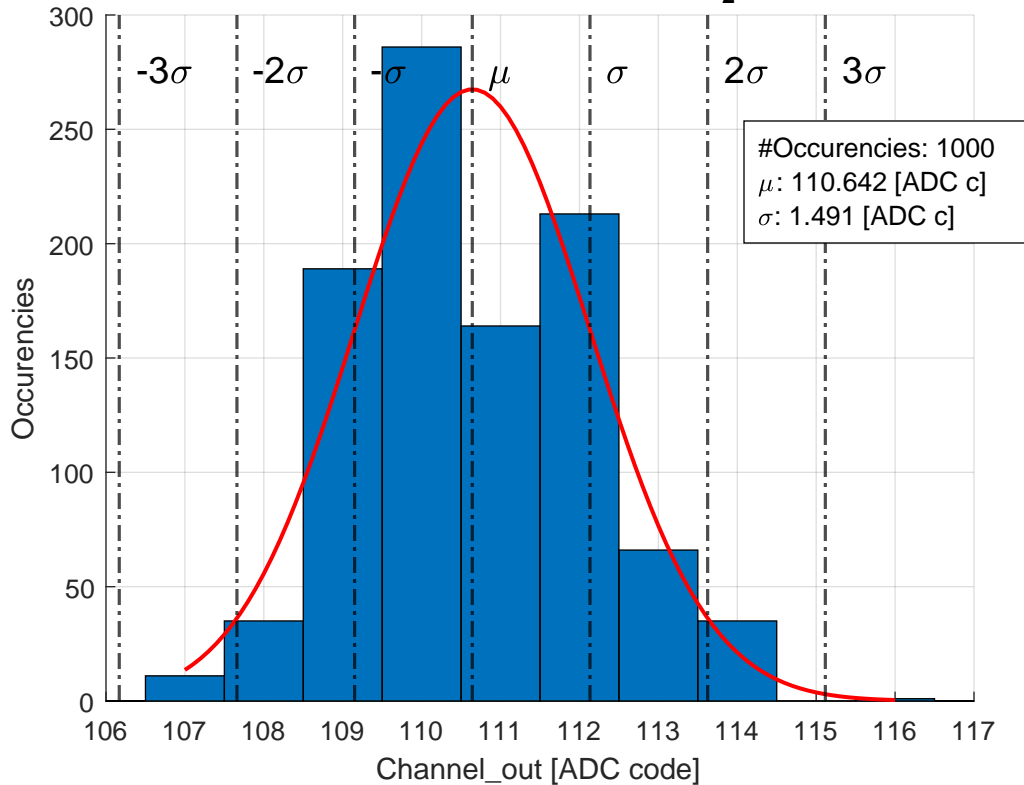 300
250
200
150
100
50
0
-3σ -2σ -σ μ σ 2σ 3σ
#Occurencies: 1000
μ: 110.642 [ADC c]
σ: 1.491 [ADC c]
Occurencies
106 107 108 109 110 111 112 113 114 115 116 117
Channel_out [ADC code]